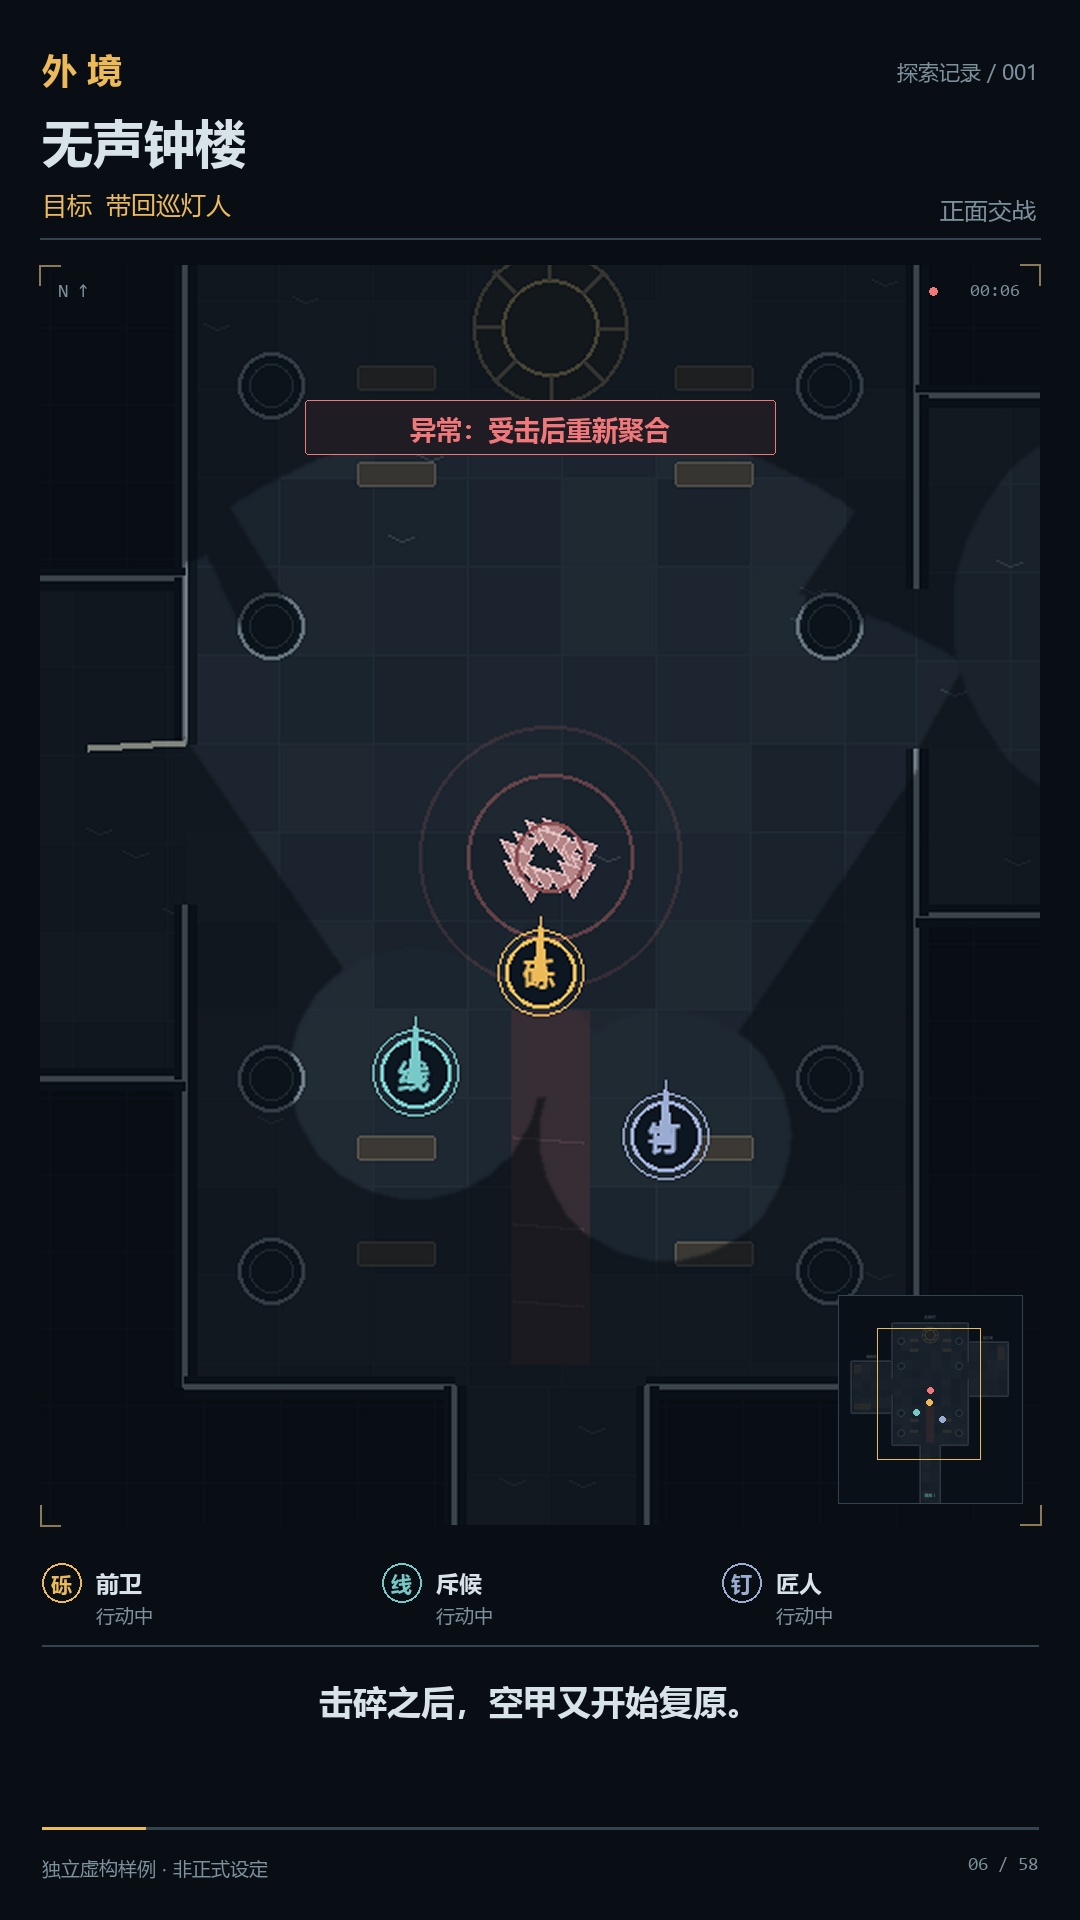 外境
探索记录 / 001
无声钟楼
目标 带回巡灯人
正面交战
N ↑
00:06
异常：受击后重新聚合
砾
线
钉
砾 前卫
行动中
线 斥候
行动中
钉 匠人
行动中
击碎之后，空甲又开始复原。
独立虚构样例 · 非正式设定
06 / 58